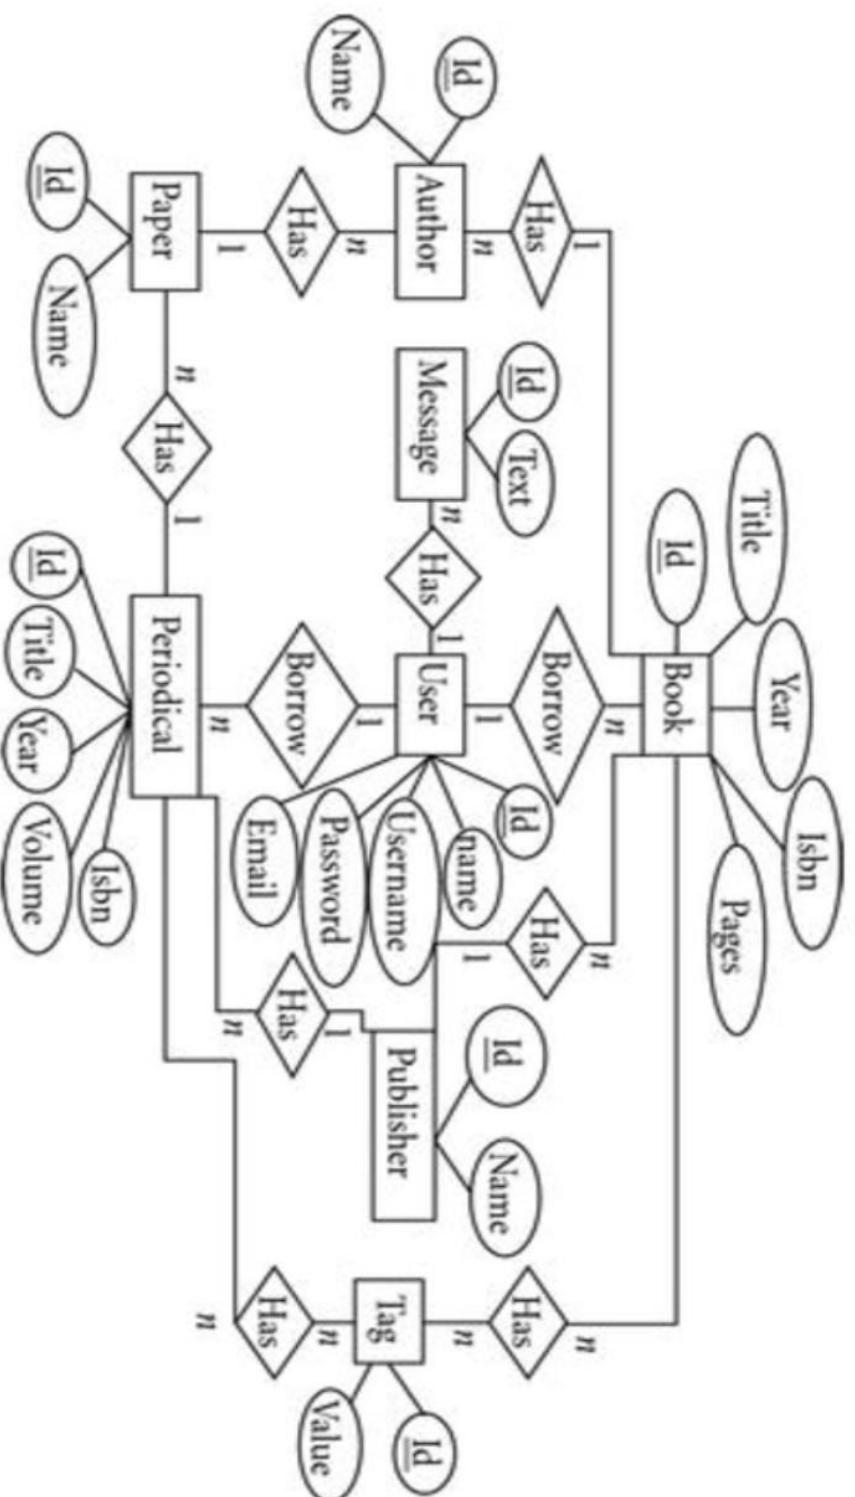 Title
Year
Isbn
Id
Book
Pages
1
n
n
n
Has
Borrow
Has
Has
Id
Id
Text
Id
Id
n
1
1
n
name
Name
Name
Author
Message
n
Has
1
User
Username
Publisher
Tag
Id
n
1
Password
1
n
Value
Has
Borrow
Email
Has
Has
1
n
n
n
Paper
n
Has
1
Periodical
Id
Name
Id
Title
Year
Volume
Isbn